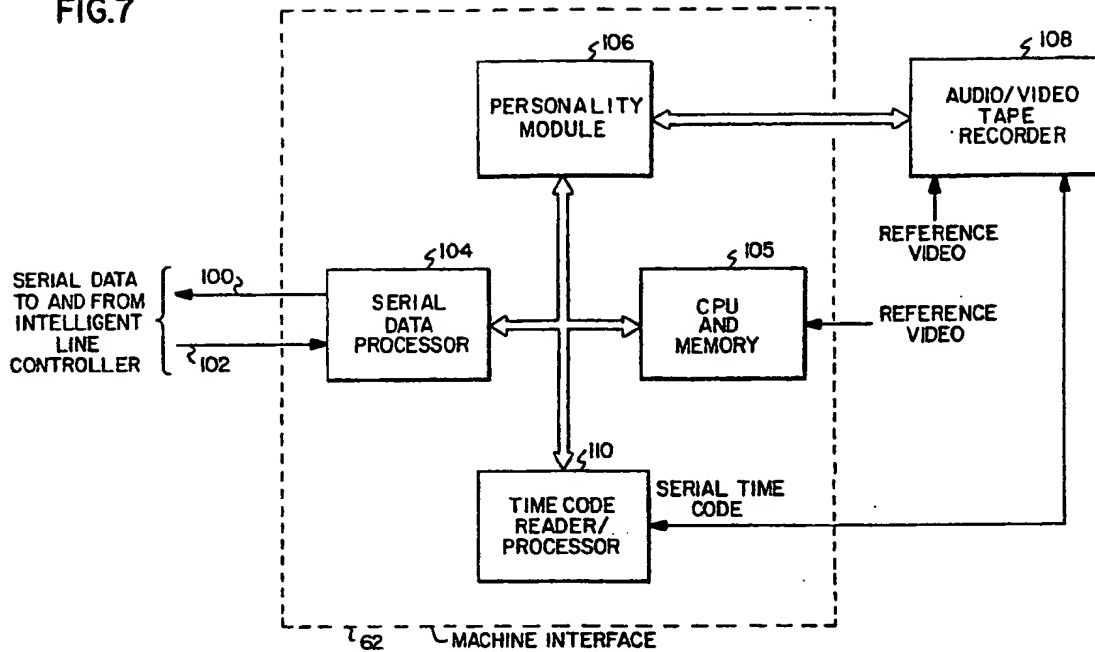 FIG.7
106
PERSONALITY
MODULE
108
AUDIO/VIDEO
TAPE
RECORDER
REFERENCE
VIDEO
SERIAL DATA
TO AND FROM
INTELLIGENT
LINE
CONTROLLER
100
102
104
SERIAL
DATA
PROCESSOR
105
CPU
AND
MEMORY
REFERENCE
VIDEO
110
TIME CODE
READER/
PROCESSOR
SERIAL TIME
CODE
62
MACHINE INTERFACE